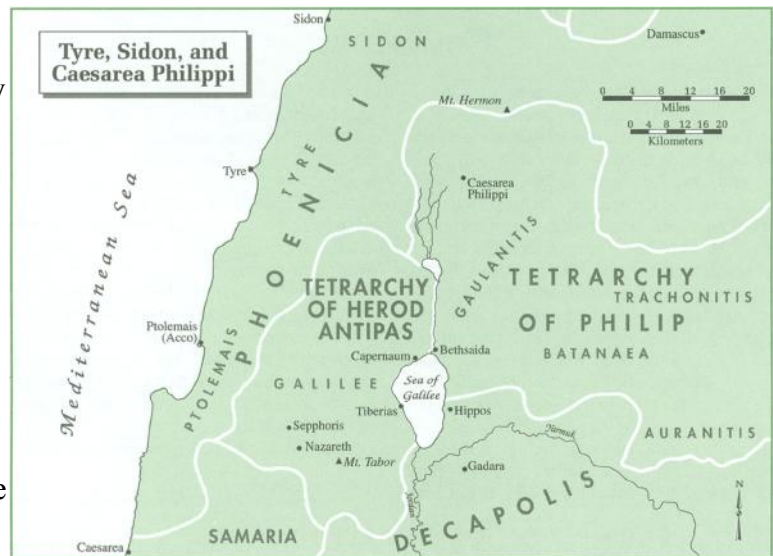 Tyre, Sidon, and
Caesarea Philippi
Sidon
SIDON
Damascus
Mt. Hermon
0 4 8 12 16 20
Miles
0 4 8 12 16 20
Kilometers
Tyre
TYRE
PHOENICIA
Caesarea
Philippi
Mediterranean Sea
GAULANITIS
TETRARCHY
OF HEROD
ANTIPAS
TETRARCHY
TRACHONITIS
OF PHILIP
BATANAEA
Ptolemais
(Acco)
PTOLEMAIS
Capernaum
Bethsaida
GALILEE
Sea of
Galilee
Tiberias
Hippos
Sepphoris
Nazareth
Mt. Tabor
AURANITIS
Yarmuk
Gadara
Jordan
DECAPOLIS
SAMARIA
Caesarea
N